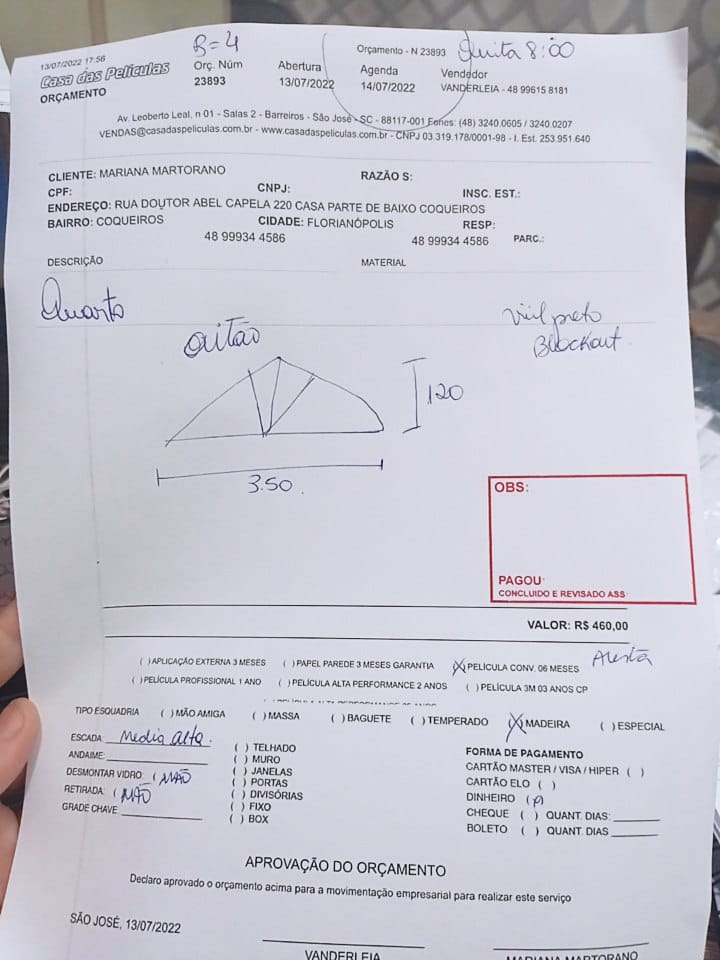 13/07/2022 17:56
B=4
Orçamento - N 23893
Quita 8:00
Casa das Películas
ORÇAMENTO
Orç. Núm
23893
Abertura
13/07/2022
Agenda
14/07/2022
Vendedor
VANDERLEIA - 48 99615 8181
Av. Leoberto Leal, n 01 - Salas 2 - Barreiros - São José - SC - 88117-001 Fones: (48) 3240.0605 / 3240.0207
VENDAS@casadaspeliculas.com.br - www.casadaspeliculas.com.br - CNPJ 03.319.178/0001-98 - I. Est. 253.951.640
CLIENTE: MARIANA MARTORANO RAZÃO S:
CPF: CNPJ: INSC. EST.:
ENDEREÇO: RUA DOUTOR ABEL CAPELA 220 CASA PARTE DE BAIXO COQUEIROS
BAIRRO: COQUEIROS CIDADE: FLORIANÓPOLIS RESP:
48 99934 4586 48 99934 4586 PARC.:
DESCRIÇÃO MATERIAL
Quarto
oitão
preto
Blockout
120
3.50
OBS:
PAGOU:
CONCLUIDO E REVISADO ASS
VALOR: R$ 460,00
( ) APLICAÇÃO EXTERNA 3 MESES ( ) PAPEL PAREDE 3 MESES GARANTIA (X) PELÍCULA CONV. 06 MESES
( ) PELÍCULA PROFISSIONAL 1 ANO ( ) PELÍCULA ALTA PERFORMANCE 2 ANOS ( ) PELÍCULA 3M 03 ANOS CP
TIPO ESQUADRIA ( ) MÃO AMIGA ( ) MASSA ( ) BAGUETE ( ) TEMPERADO (X) MADEIRA ( ) ESPECIAL
ESCADA: Media alta.
ANDAIME:
DESMONTAR VIDRO: ( NÃO
RETIRADA: ( NÃO
GRADE CHAVE
( ) TELHADO
( ) MURO
( ) JANELAS
( ) PORTAS
( ) DIVISÓRIAS
( ) FIXO
( ) BOX
FORMA DE PAGAMENTO
CARTÃO MASTER / VISA / HIPER ( )
CARTÃO ELO ( )
DINHEIRO
CHEQUE ( ) QUANT. DIAS:
BOLETO ( ) QUANT. DIAS
APROVAÇÃO DO ORÇAMENTO
Declaro aprovado o orçamento acima para a movimentação empresarial para realizar este serviço
SÃO JOSÉ, 13/07/2022
VANDERLEIA
MARIANA MARTORANO